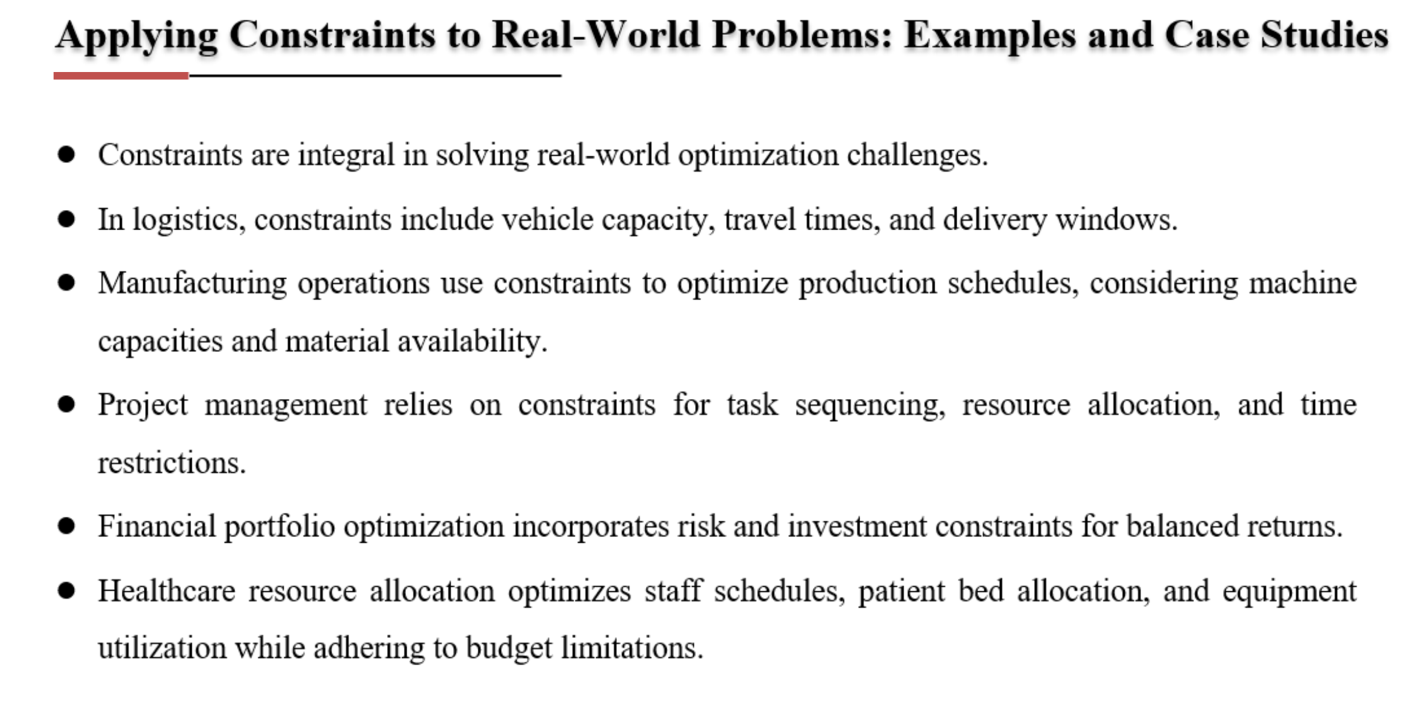 Applying Constraints to Real-World Problems: Examples and Case Studies
● Constraints are integral in solving real-world optimization challenges.
● In logistics, constraints include vehicle capacity, travel times, and delivery windows.
● Manufacturing operations use constraints to optimize production schedules, considering machine
capacities and material availability.
● Project management relies on constraints for task sequencing, resource allocation, and time
restrictions.
● Financial portfolio optimization incorporates risk and investment constraints for balanced returns.
● Healthcare resource allocation optimizes staff schedules, patient bed allocation, and equipment
utilization while adhering to budget limitations.